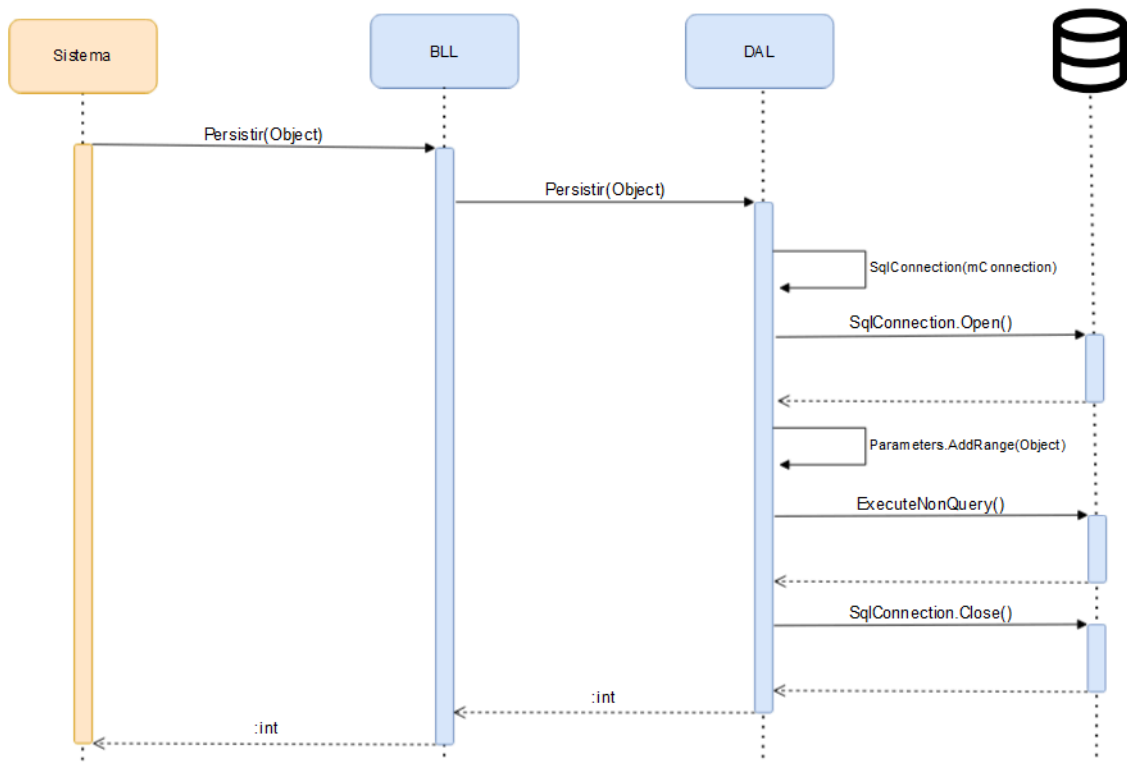 Sistema
BLL
DAL
Persistir(Object)
Persistir(Object)
SqlConnection(mConnection)
SqlConnection.Open()
Parameters.AddRange(Object)
ExecuteNonQuery()
SqlConnection.Close()
:int
:int